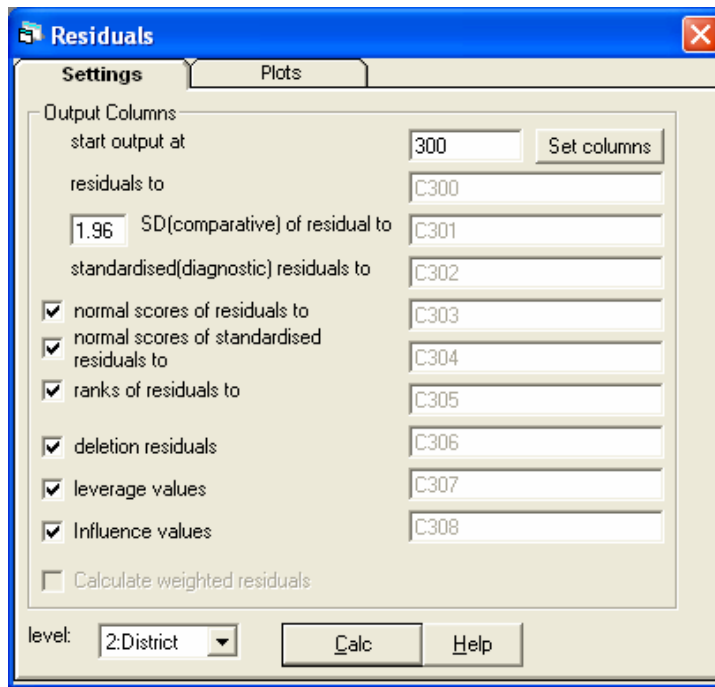 Residuals
Settings Plots
Output Columns
start output at 300 Set columns
residuals to C300
1.96 SD(comparative) of residual to C301
standardised(diagnostic) residuals to C302
normal scores of residuals to C303
normal scores of standardised
residuals to C304
ranks of residuals to C305
deletion residuals C306
leverage values C307
Influence values C308
Calculate weighted residuals
level: 2:District Calc Help